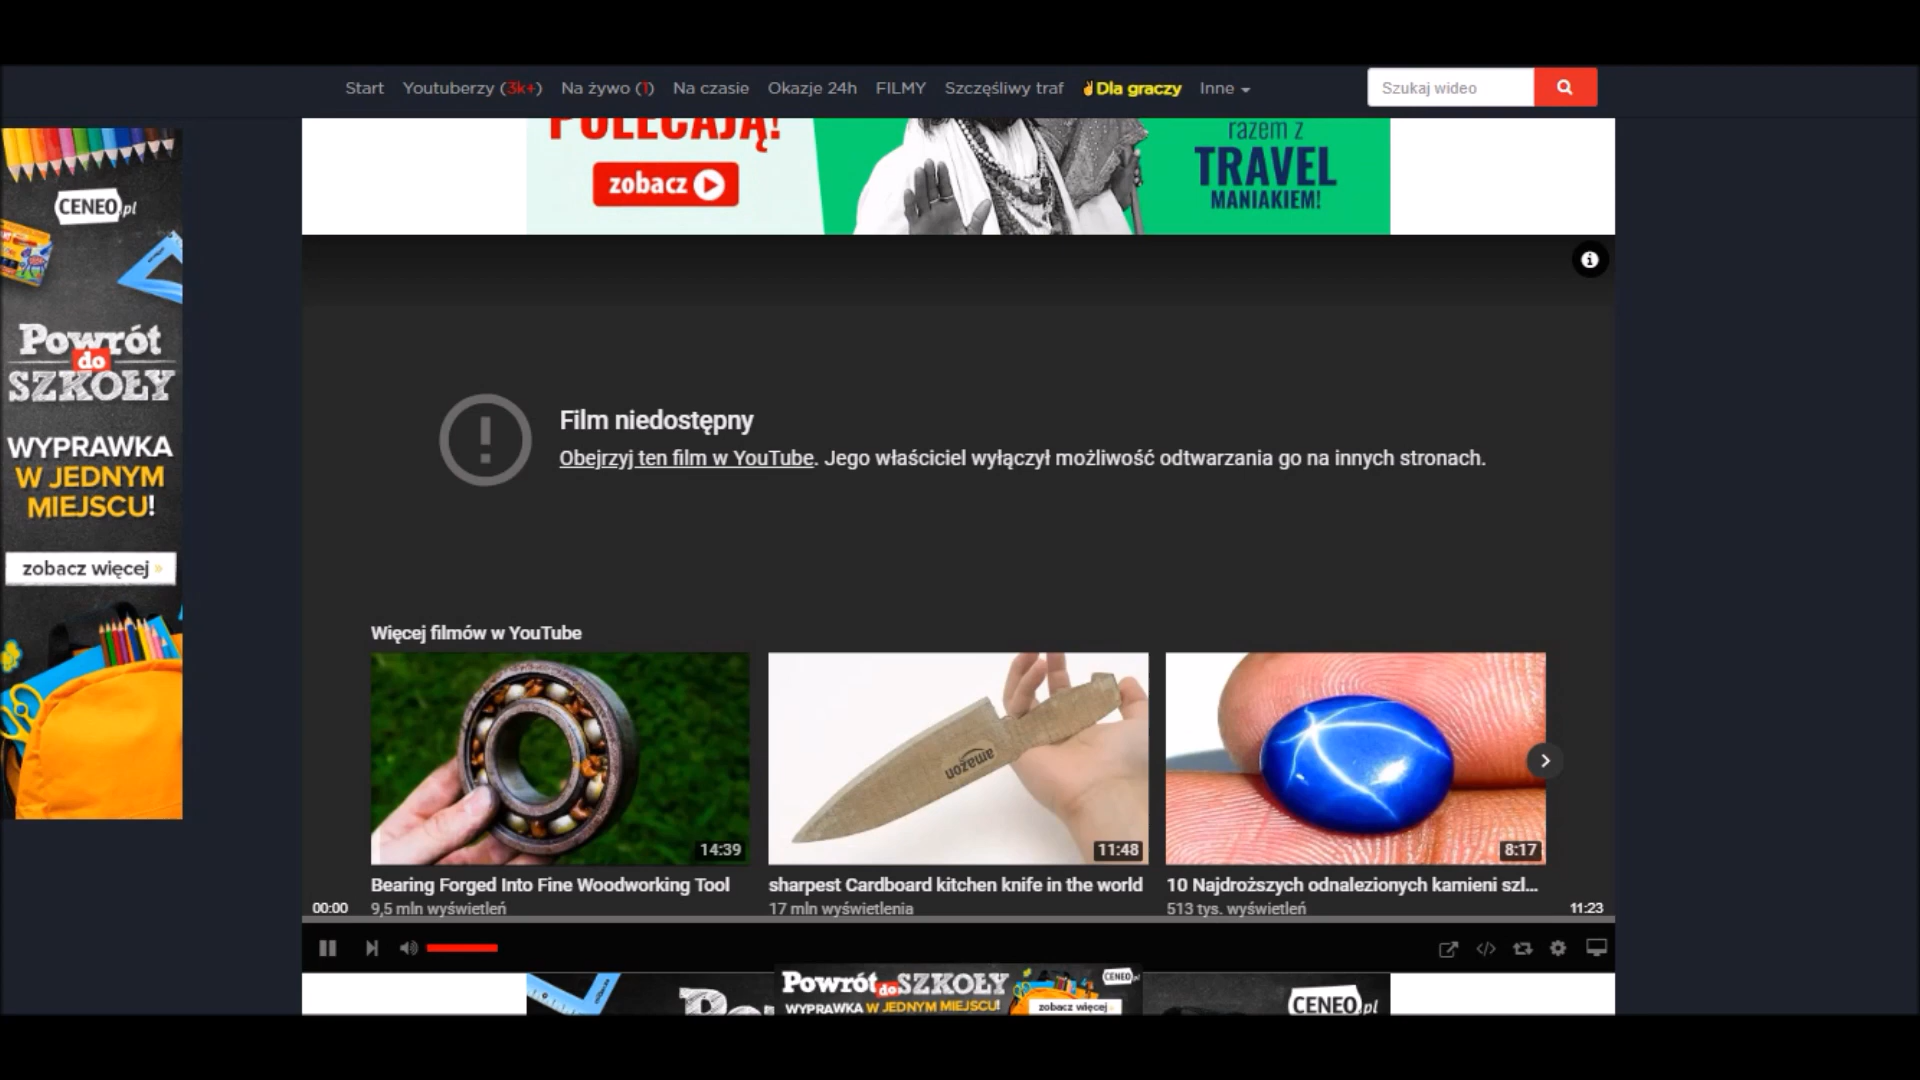 Start Youtuberzy (3k+) Na żywo (1) Na czasie Okazje 24h FILMY Szczęśliwy traf Dla graczy Inne
Szukaj wideo
POLECAJĄ!
zobacz
razem z
TRAVEL
MANIAKIEM!
CENEO.pl
Powrót
do
SZKOŁY
WYPRAWKA
W JEDNYM
MIEJSCU!
zobacz więcej »
Film niedostępny
Obejrzyj ten film w YouTube. Jego właściciel wyłączył możliwość odtwarzania go na innych stronach.
Więcej filmów w YouTube
amazon
14:39
11:48
8:17
Bearing Forged Into Fine Woodworking Tool
9,5 mln wyświetleń
sharpest Cardboard kitchen knife in the world
17 mln wyświetlenia
10 Najdroższych odnalezionych kamieni szl...
513 tys. wyświetleń
00:00
11:23
Powrót do SZKOŁY
CENEO.pl
WYPRAWKA W JEDNYM MIEJSCU!
zobacz więcej
CENEO.pl